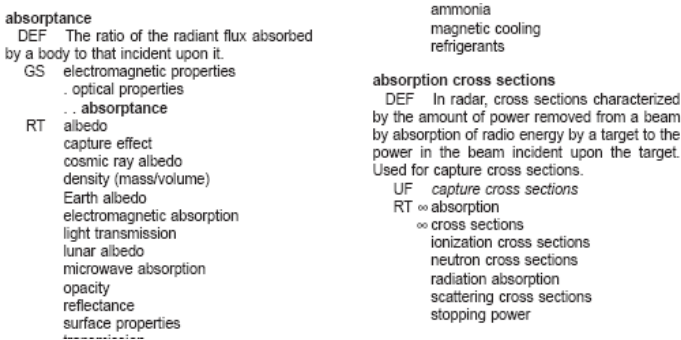 absorptance
DEF The ratio of the radiant flux absorbed
by a body to that incident upon it.
GS electromagnetic properties
. optical properties
. . absorptance
RT albedo
capture effect
cosmic ray albedo
density (mass/volume)
Earth albedo
electromagnetic absorption
light transmission
lunar albedo
microwave absorption
opacity
reflectance
surface properties
ammonia
magnetic cooling
refrigerants
absorption cross sections
DEF In radar, cross sections characterized
by the amount of power removed from a beam
by absorption of radio energy by a target to the
power in the beam incident upon the target.
Used for capture cross sections.
UF capture cross sections
RT ∞ absorption
∞ cross sections
ionization cross sections
neutron cross sections
radiation absorption
scattering cross sections
stopping power